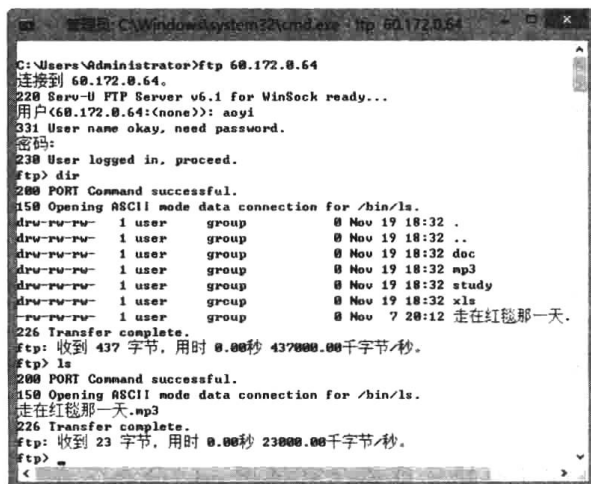 管理员: C:\Windows\system32\cmd.exe - ftp 60.172.0.64
C:\Users\Administrator>ftp 60.172.0.64
连接到 60.172.0.64。
220 Serv-U FTP Server v6.1 for WinSock ready...
用户(60.172.0.64:(none)): aoyi
331 User name okay, need password.
密码:
230 User logged in, proceed.
ftp> dir
200 PORT Command successful.
150 Opening ASCII mode data connection for /bin/ls.
drw-rw-rw- 1 user group 0 Nov 19 18:32 .
drw-rw-rw- 1 user group 0 Nov 19 18:32 ..
drw-rw-rw- 1 user group 0 Nov 19 18:32 doc
drw-rw-rw- 1 user group 0 Nov 19 18:32 mp3
drw-rw-rw- 1 user group 0 Nov 19 18:32 study
drw-rw-rw- 1 user group 0 Nov 19 18:32 xls
-rw-rw-rw- 1 user group 0 Nov 7 20:12 走在红毯那一天.
226 Transfer complete.
ftp: 收到 437 字节，用时 0.00秒 437000.00千字节/秒。
ftp> ls
200 PORT Command successful.
150 Opening ASCII mode data connection for /bin/ls.
走在红毯那一天.mp3
226 Transfer complete.
ftp: 收到 23 字节，用时 0.00秒 23000.00千字节/秒。
ftp>